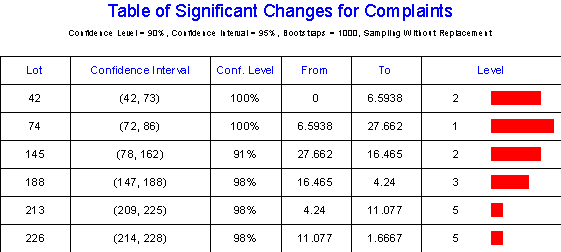 Table of Significant Changes for Complaints
Confidence Level = 90%, Confidence Interval = 95%, Bootstaps = 1000, Sampling Without Replacement
Lot Confidence Interval Conf. Level From To Level
42 (42, 73) 100% 0 6.5938 2
74 (72, 86) 100% 6.5938 27.662 1
145 (78, 162) 91% 27.662 16.465 2
188 (147, 188) 98% 16.465 4.24 3
213 (209, 225) 98% 4.24 11.077 5
226 (214, 228) 98% 11.077 1.6667 5